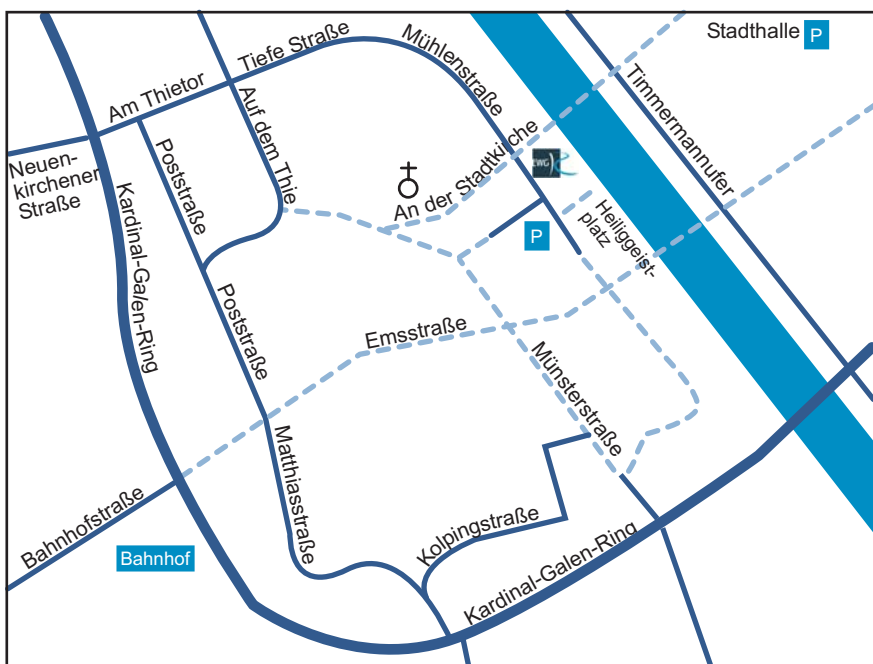 Stadthalle P
Tiefe Straße
Mühlenstraße
Am Thietor
Timmermannufer
Auf dem Thie
Poststraße
An der Stadtkirche
EWG
Neuen-
kirchener
Straße
Kardinal-Galen-Ring
P
Heiliggeist-
platz
Poststraße
Emsstraße
Münsterstraße
Matthiasstraße
Bahnhofstraße
Bahnhof
Kolpingstraße
Kardinal-Galen-Ring